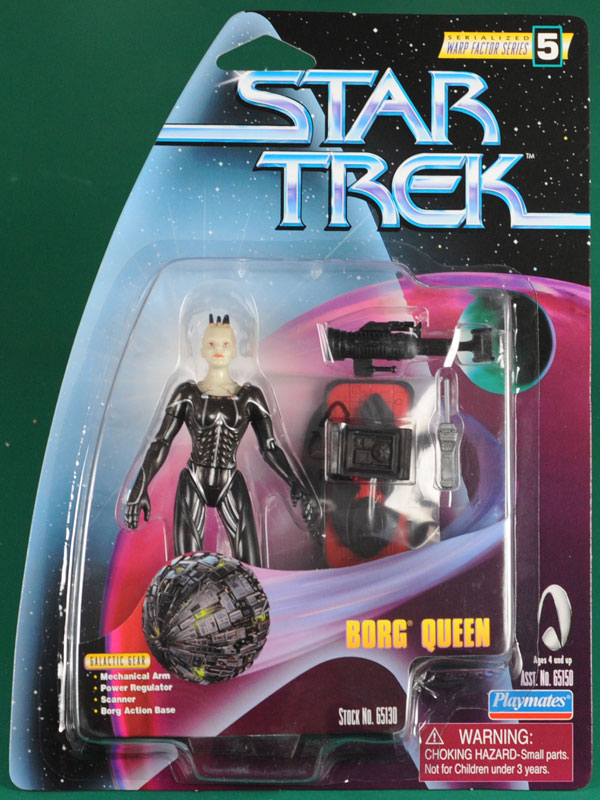 SERIALIZED
WARP FACTOR SERIES 5
STAR
TREK™
BORG® QUEEN
GALACTIC GEAR
• Mechanical Arm
• Power Regulator
• Scanner
• Borg Action Base
STOCK NO. 65130
Ages 4 and up
ASST. NO. 65150
Playmates®
WARNING:
CHOKING HAZARD-Small parts.
Not for Children under 3 years.